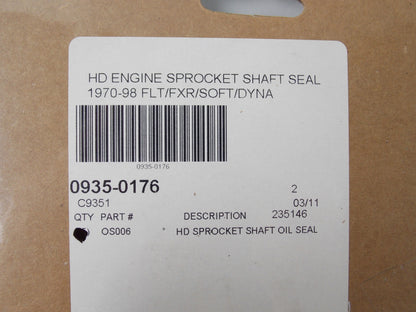 HD ENGINE SPROCKET SHAFT SEAL
1970-98 FLT/FXR/SOFT/DYNA
0935-0176
0935-0176 2
C9351 03/11
QTY PART # DESCRIPTION 235146
OS006 HD SPROCKET SHAFT OIL SEAL